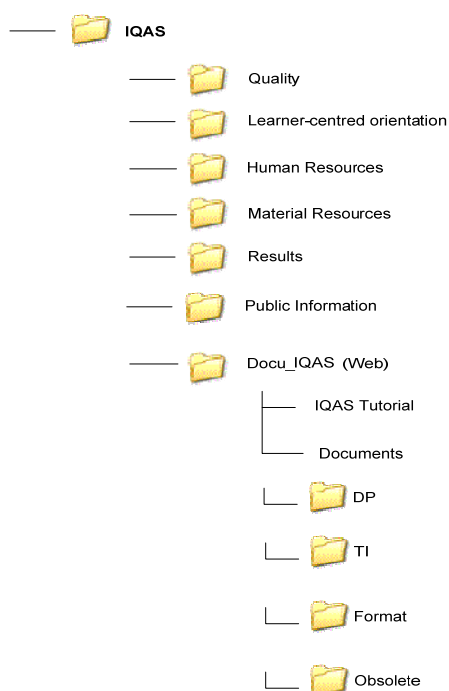 IQAS
Quality
Learner-centred orientation
Human Resources
Material Resources
Results
Public Information
Docu_IQAS (Web)
IQAS Tutorial
Documents
DP
TI
Format
Obsolete